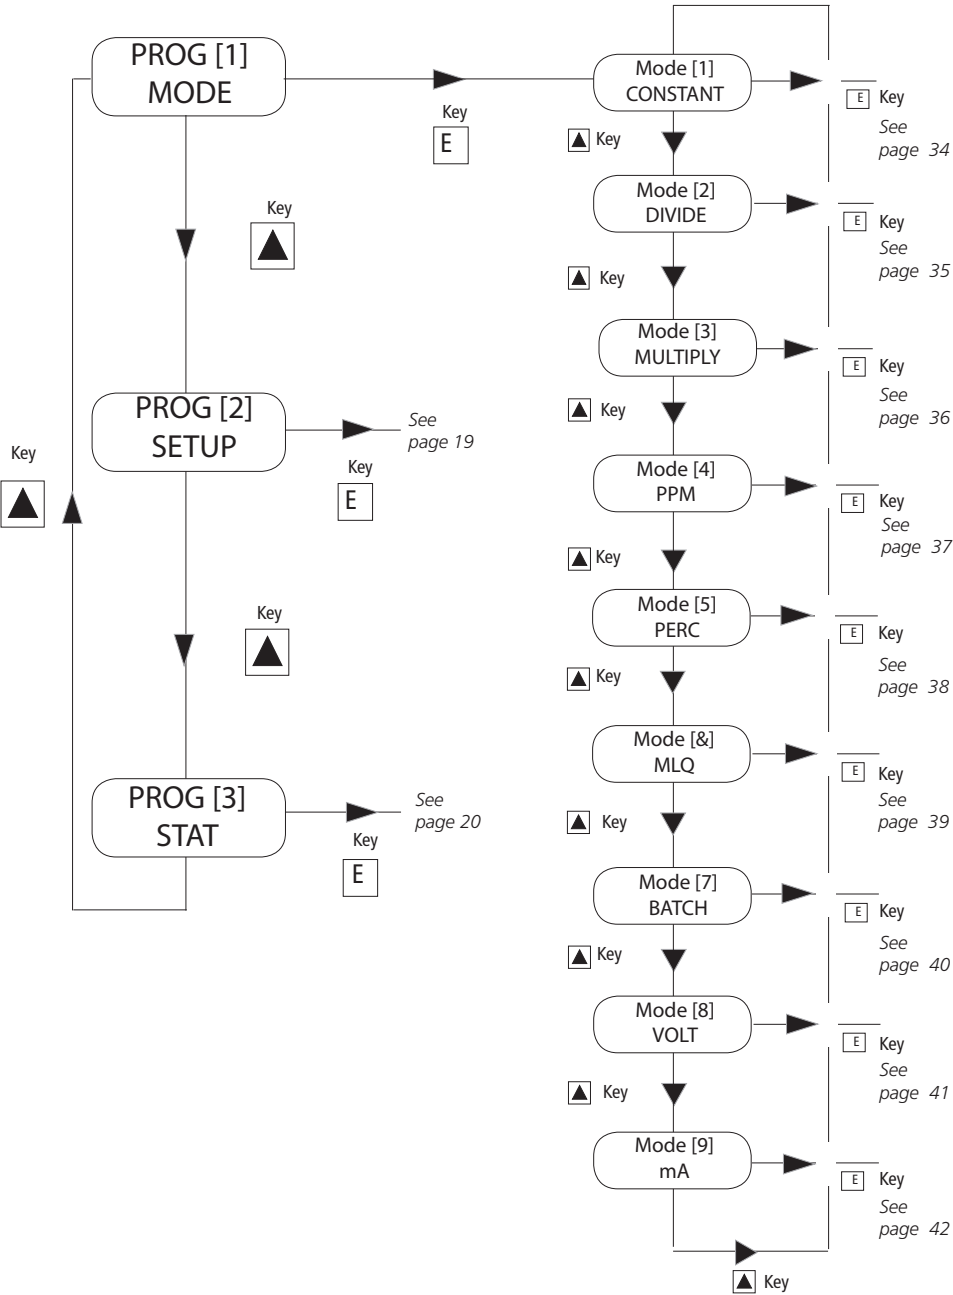 PROG [1]
MODE
Key
E
Key
PROG [2]
SETUP
See
page 19
Key
E
Key
Key
PROG [3]
STAT
See
page 20
Key
E
Mode [1]
CONSTANT
E Key
See
page 34
Key
Mode [2]
DIVIDE
E Key
See
page 35
Key
Mode [3]
MULTIPLY
E Key
See
page 36
Key
Mode [4]
PPM
E Key
See
page 37
Key
Mode [5]
PERC
E Key
See
page 38
Key
Mode [&]
MLQ
E Key
See
page 39
Key
Mode [7]
BATCH
E Key
See
page 40
Key
Mode [8]
VOLT
E Key
See
page 41
Key
Mode [9]
mA
E Key
See
page 42
Key